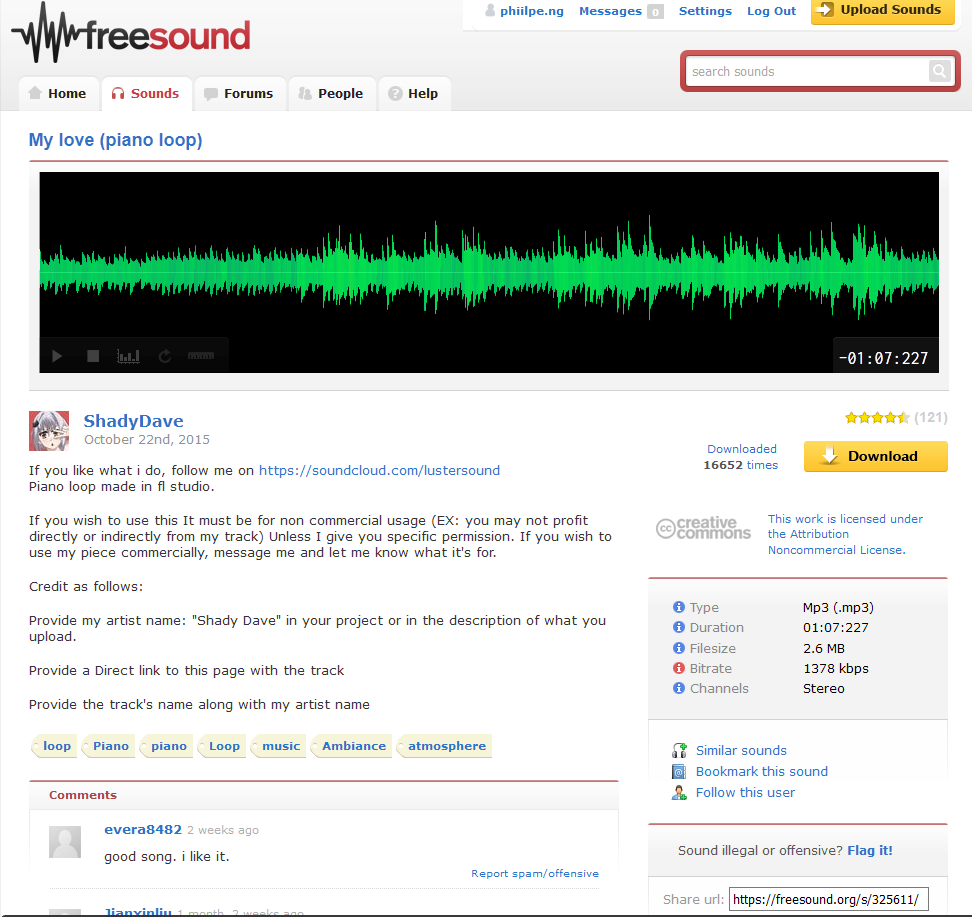 phiilpe.ng Messages 0 Settings Log Out Upload Sounds
freesound
search sounds
Home Sounds Forums People Help
My love (piano loop)
-01:07:227
ShadyDave
October 22nd, 2015
(121)
If you like what i do, follow me on https://soundcloud.com/lustersound
Piano loop made in fl studio.
If you wish to use this It must be for non commercial usage (EX: you may not profit
directly or indirectly from my track) Unless I give you specific permission. If you wish to
use my piece commercially, message me and let me know what it's for.
Credit as follows:
Provide my artist name: "Shady Dave" in your project or in the description of what you
upload.
Provide a Direct link to this page with the track
Provide the track's name along with my artist name
loop Piano piano Loop music Ambiance atmosphere
Comments
evera8482 2 weeks ago
good song. i like it.
Report spam/offensive
Jianxinliu 1 month, 2 weeks ago
Downloaded
16652 times
Download
cc creative
commons
This work is licensed under
the Attribution
Noncommercial License.
Type Mp3 (.mp3)
Duration 01:07:227
Filesize 2.6 MB
Bitrate 1378 kbps
Channels Stereo
Similar sounds
Bookmark this sound
Follow this user
Sound illegal or offensive? Flag it!
Share url: https://freesound.org/s/325611/